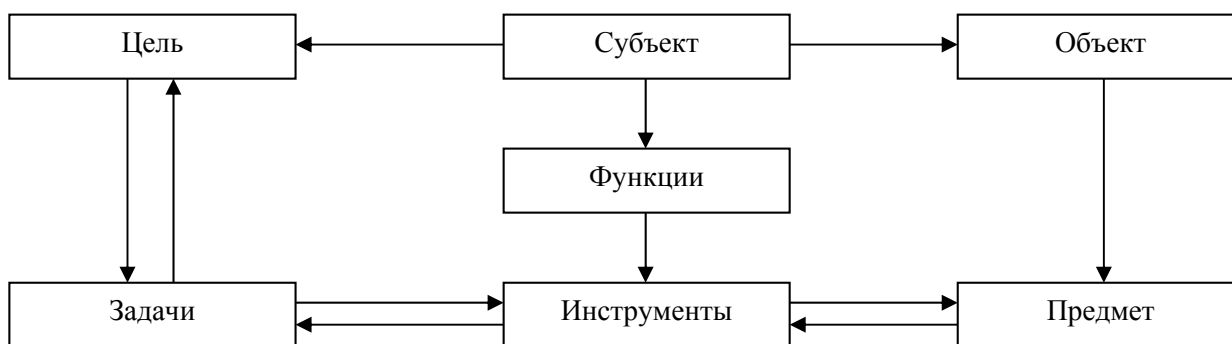 Цель
Субъект
Объект
Функции
Задачи
Инструменты
Предмет